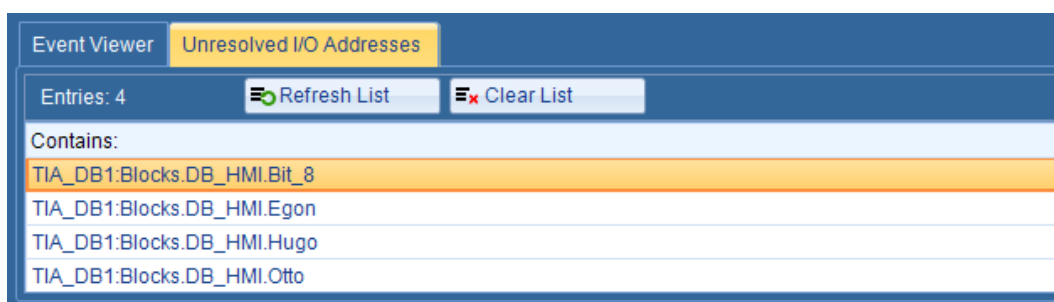 Event Viewer Unresolved I/O Addresses
Entries: 4 Refresh List Clear List
Contains:
TIA_DB1:Blocks.DB_HMI.Bit_8
TIA_DB1:Blocks.DB_HMI.Egon
TIA_DB1:Blocks.DB_HMI.Hugo
TIA_DB1:Blocks.DB_HMI.Otto